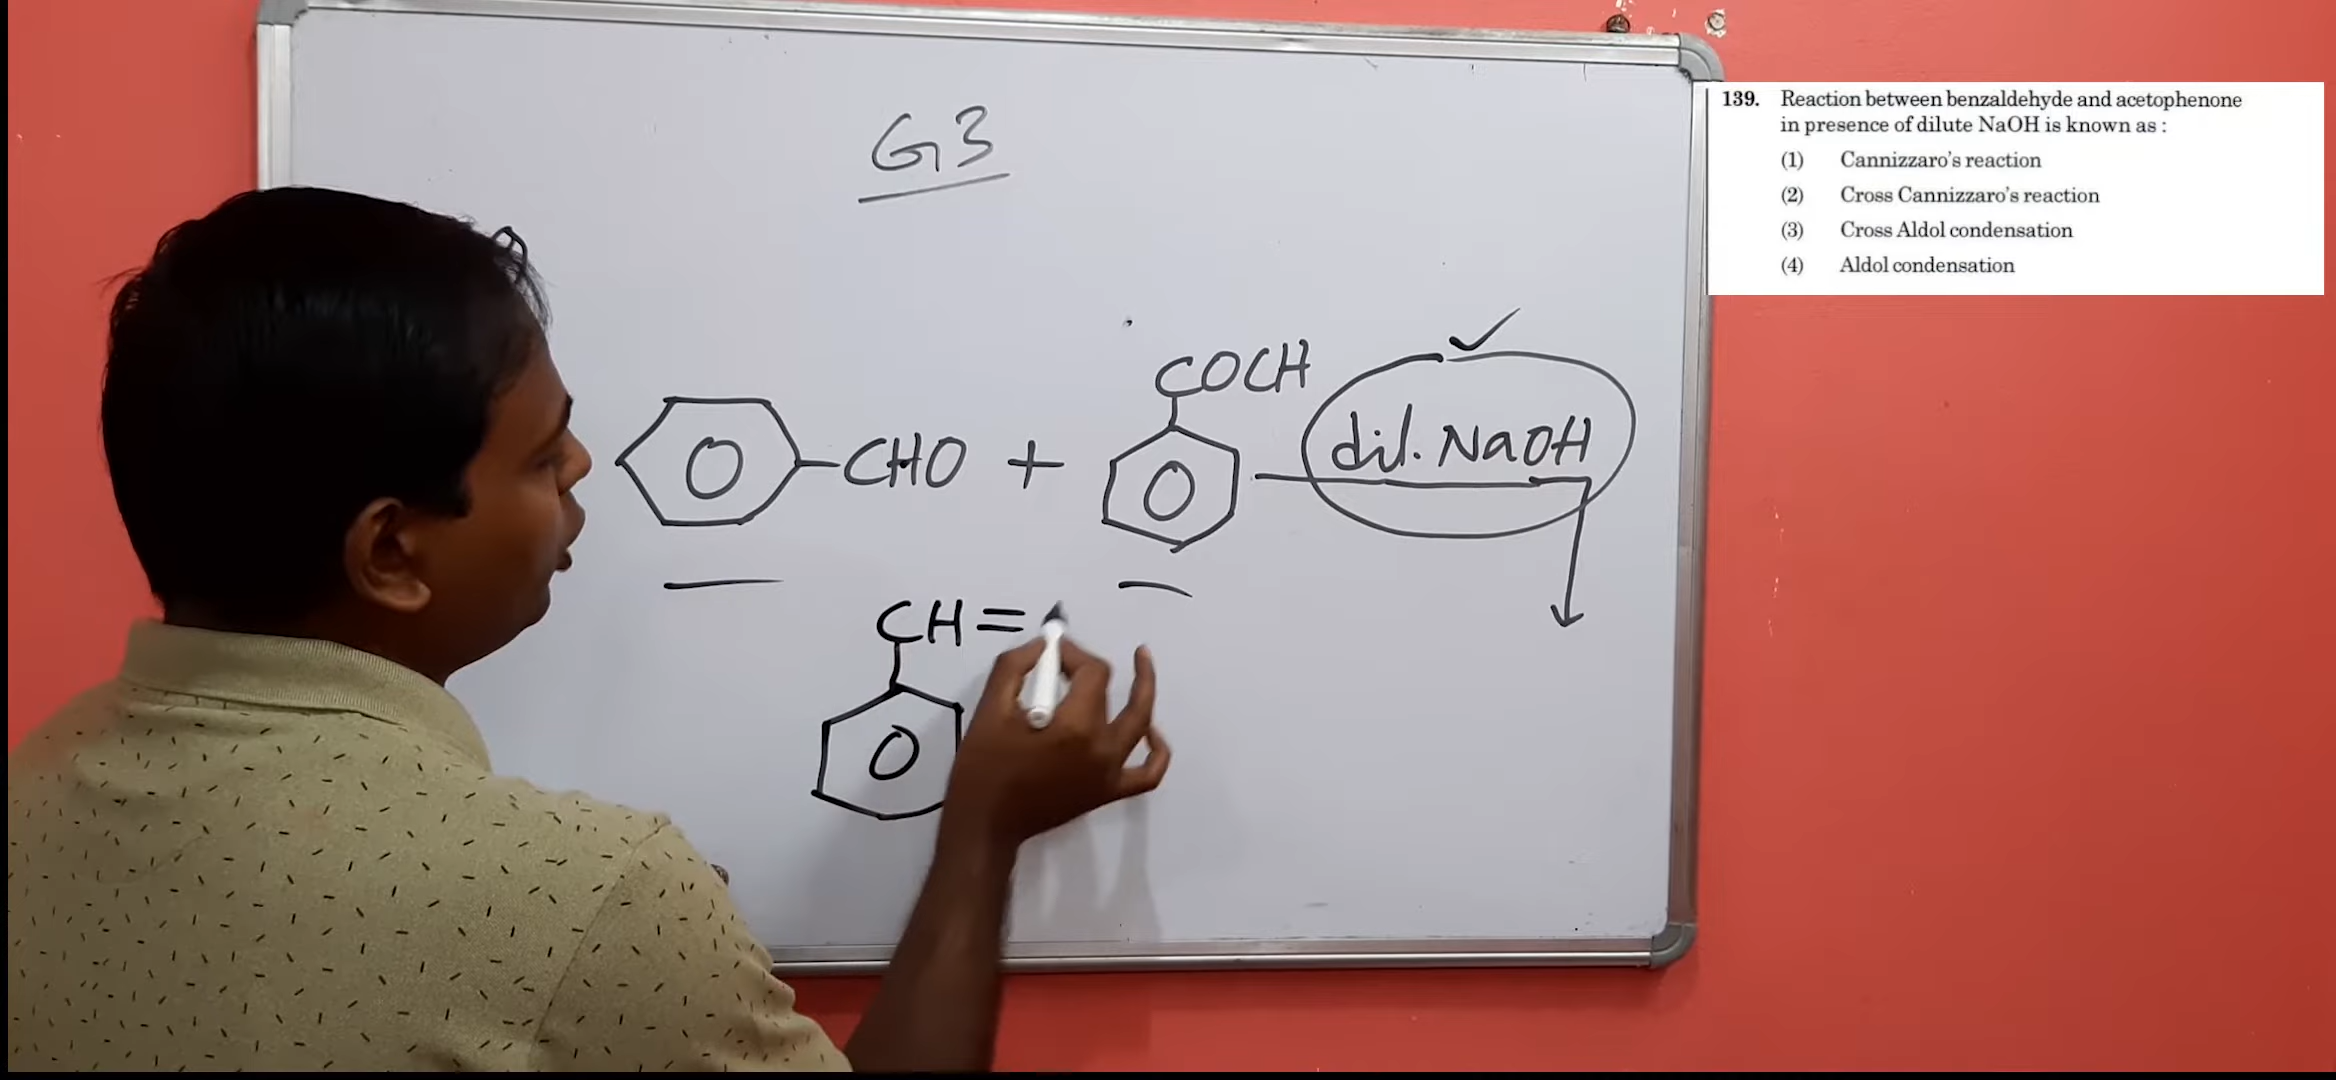 G3
139. Reaction between benzaldehyde and acetophenone
in presence of dilute NaOH is known as :
(1) Cannizzaro's reaction
(2) Cross Cannizzaro's reaction
(3) Cross Aldol condensation
(4) Aldol condensation
COCH
CHO + dil. NaOH
CH=